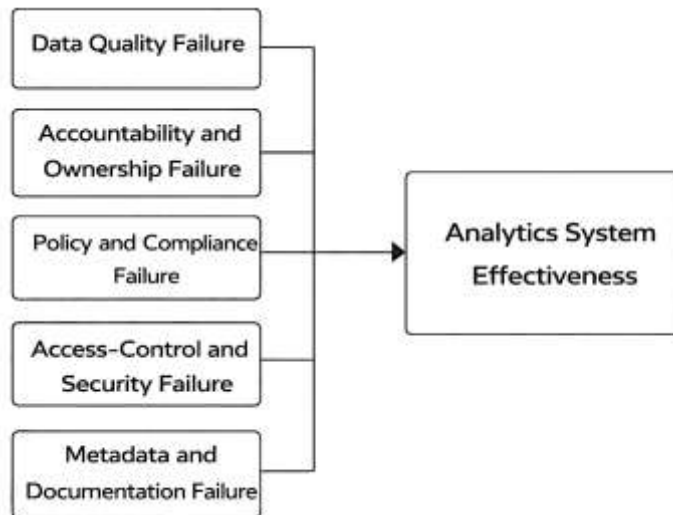 Data Quality Failure
Accountability and
Ownership Failure
Policy and Compliance
Failure
Access-Control and
Security Failure
Metadata and
Documentation Failure
Analytics System
Effectiveness